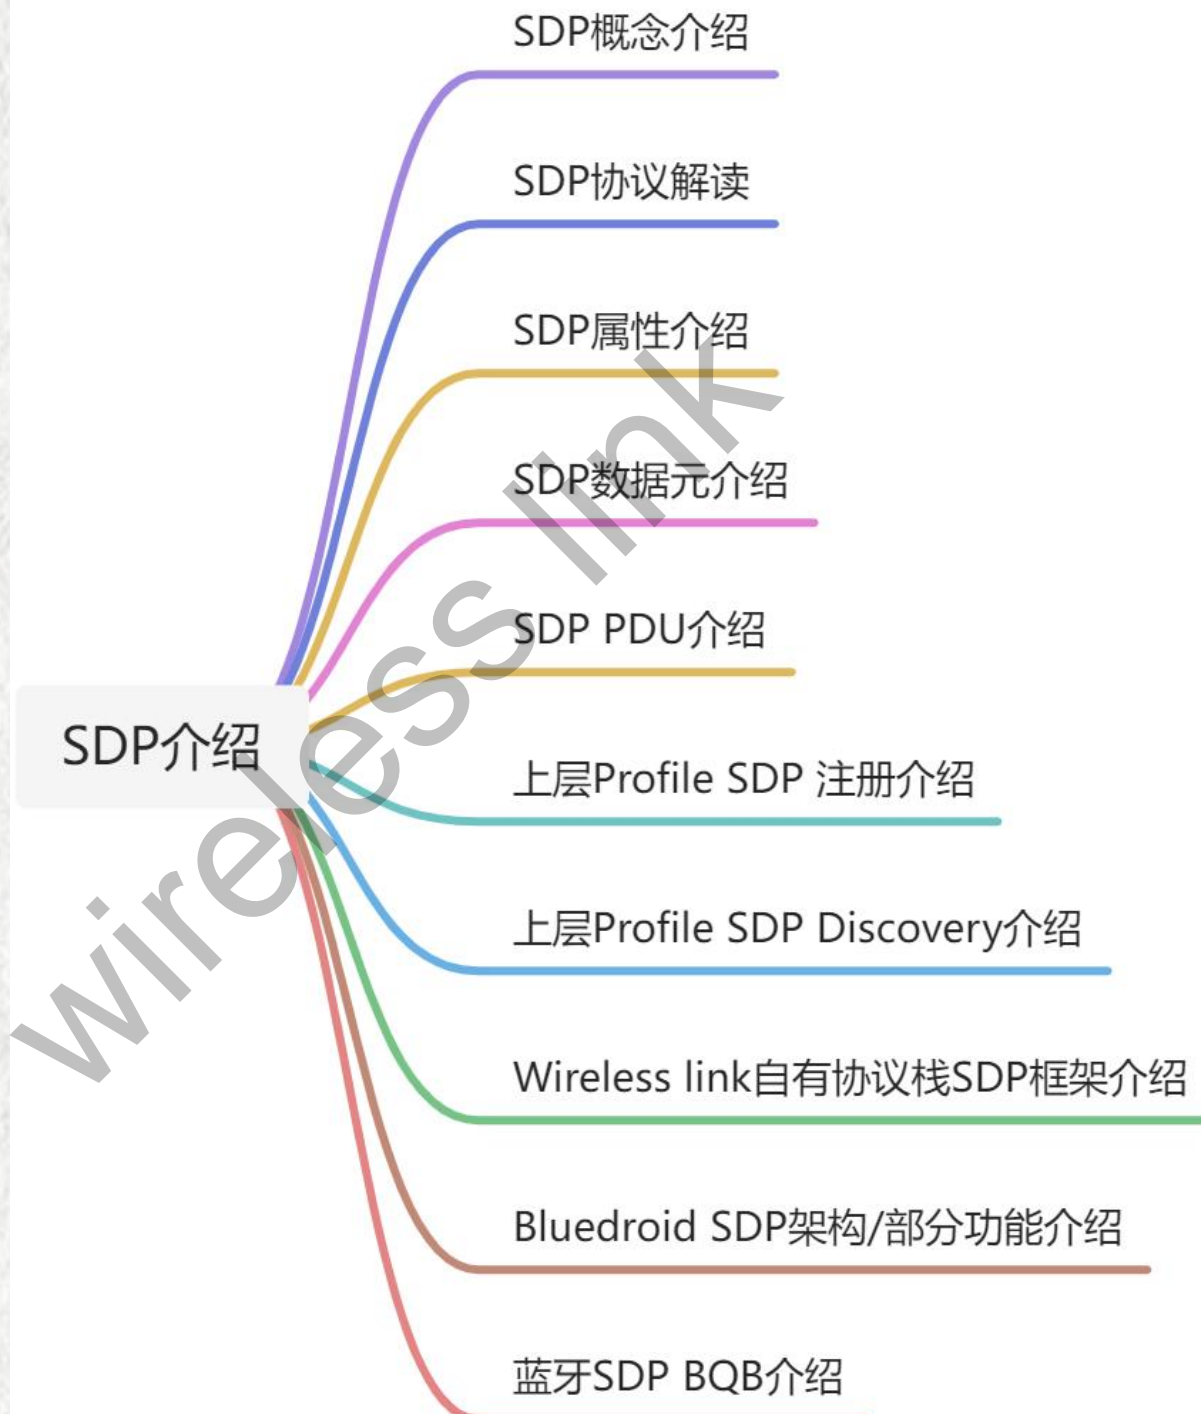 SDP概念介绍
SDP协议解读
SDP属性介绍
SDP数据元介绍
SDP PDU介绍
SDP介绍
上层Profile SDP 注册介绍
上层Profile SDP Discovery介绍
Wireless link自有协议栈SDP框架介绍
Bluedroid SDP架构/部分功能介绍
蓝牙SDP BQB介绍
wireless link